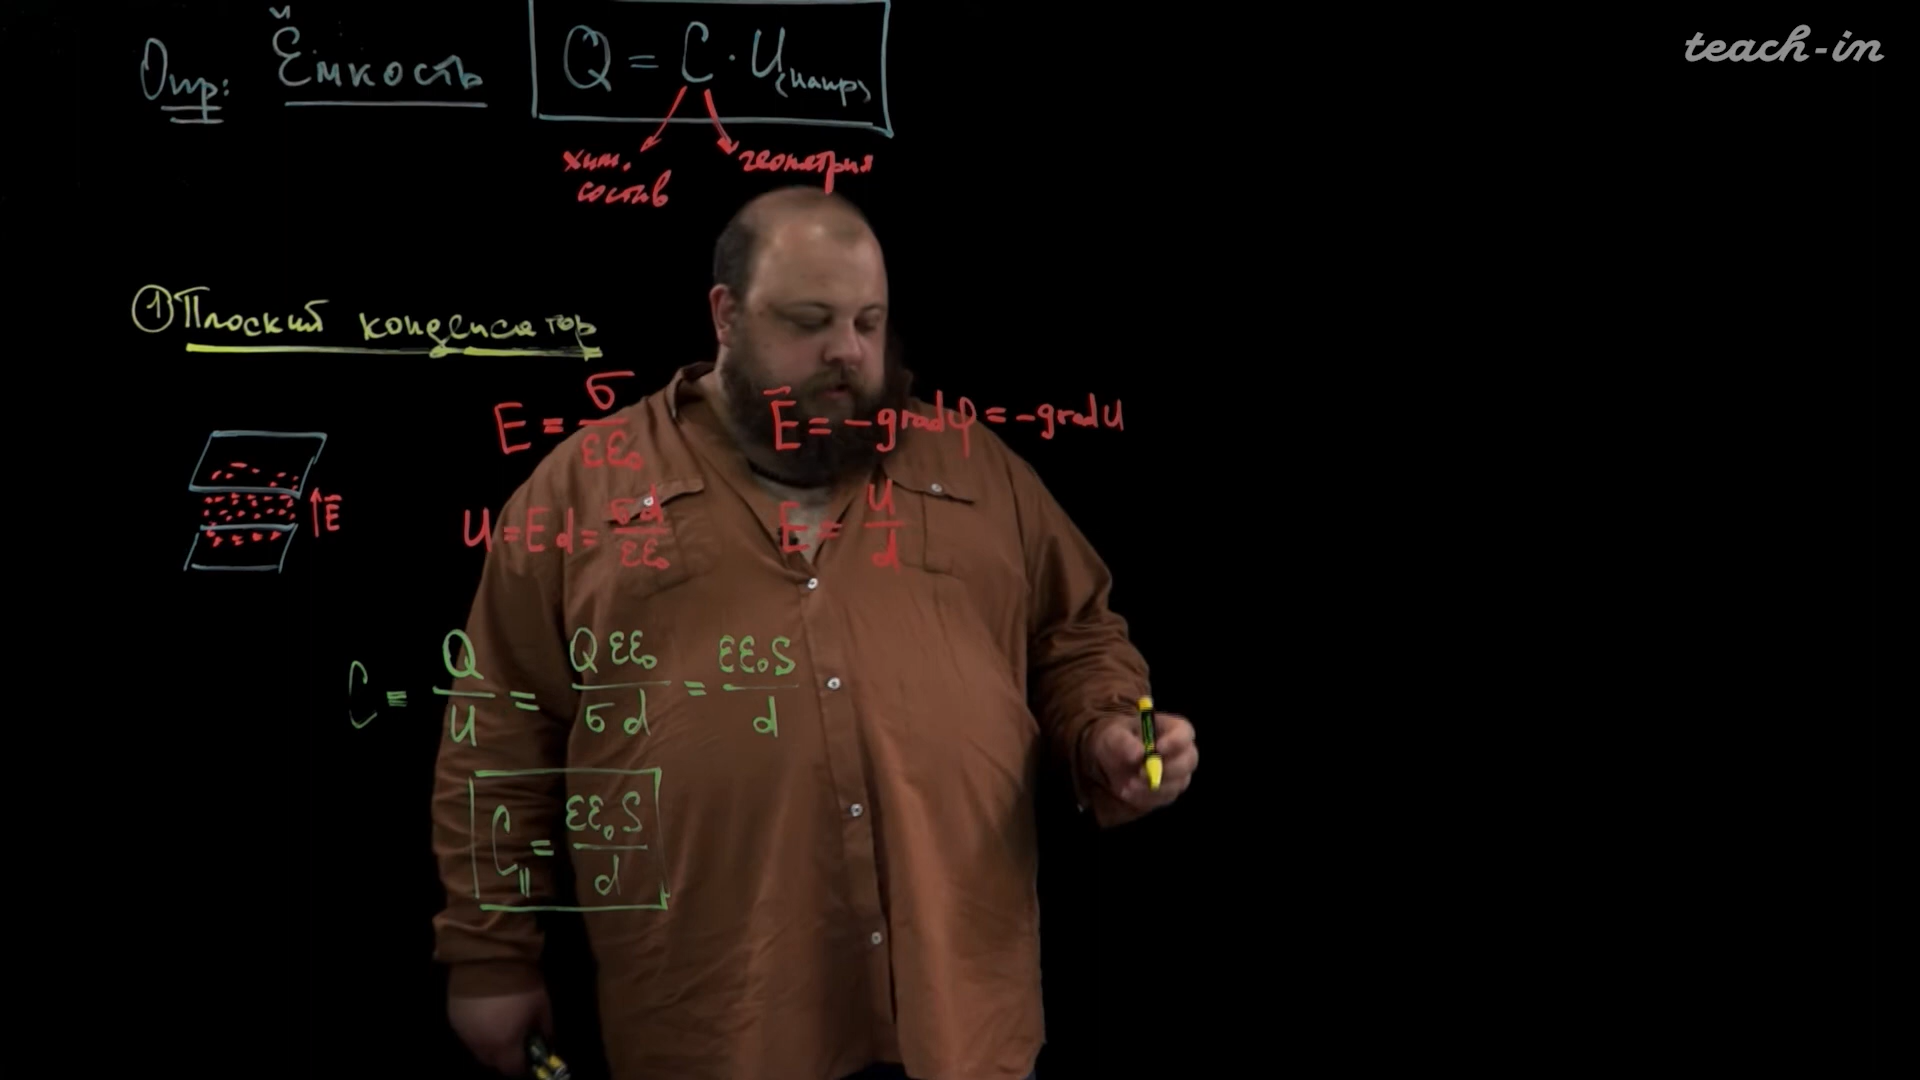 teach-in
Опр: Ёмкость Q = C · U(напр)
хим. геометрия
состав
① Плоский конденсатор
E = σ/εε₀ Ē = -gradφ = -grad U
Ē
U = Ed = σd/εε₀ E = U/d
C = Q/U = Qεε₀/σd = εε₀S/d
C|| = εε₀S/d